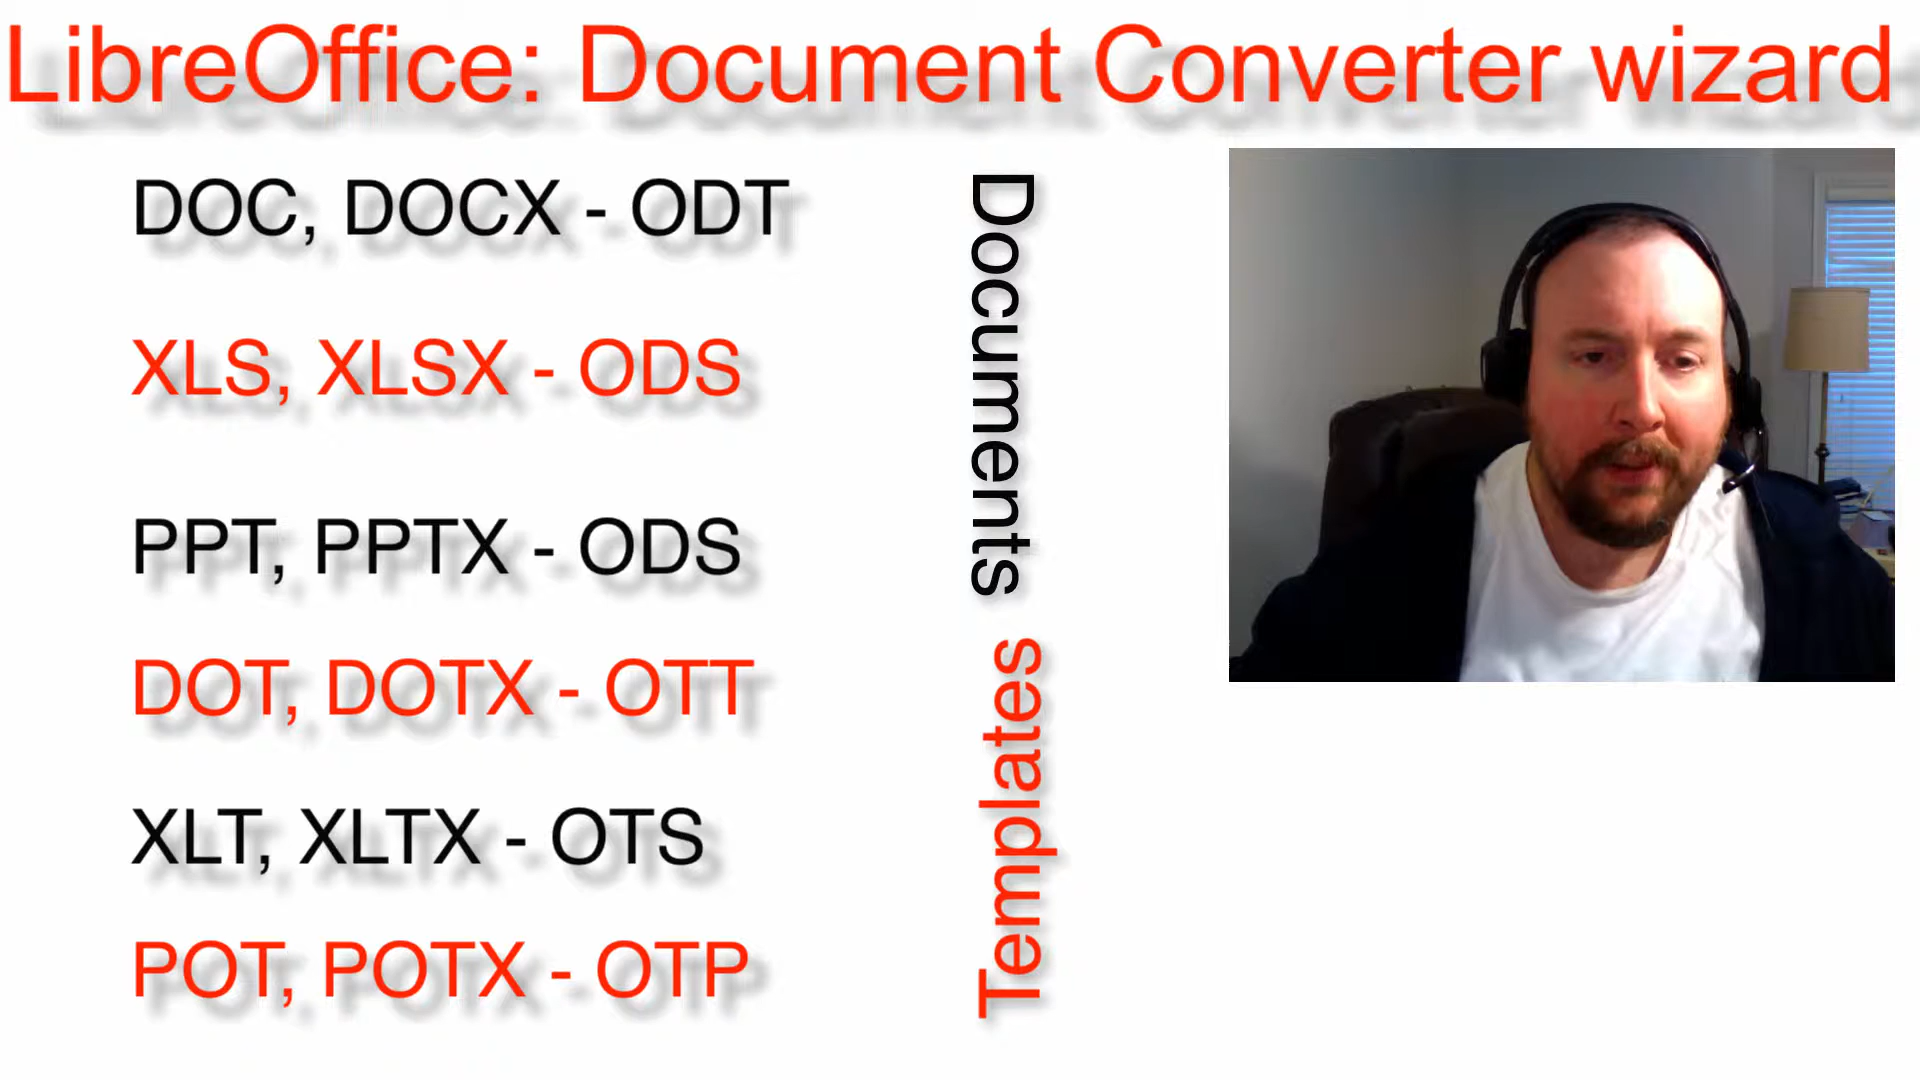 LibreOffice: Document Converter wizard
DOC, DOCX - ODT
XLS, XLSX - ODS
PPT, PPTX - ODS
DOT, DOTX - OTT
XLT, XLTX - OTS
POT, POTX - OTP
Documents
Templates